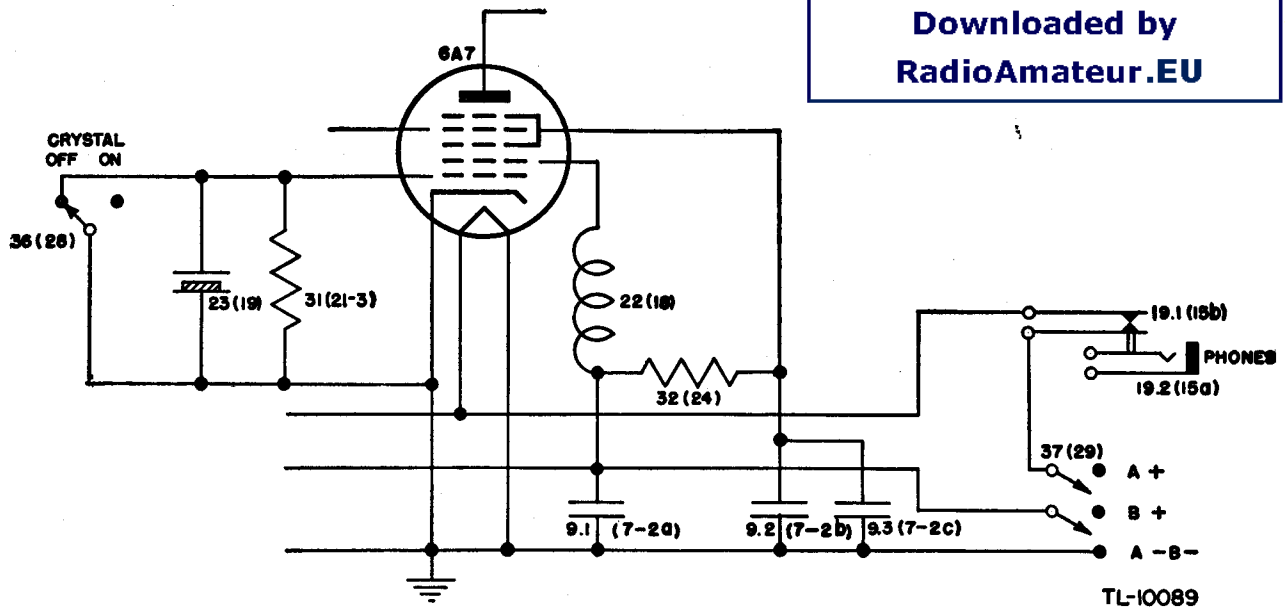 Downloaded by
RadioAmateur.EU
6A7
CRYSTAL
OFF ON
36(28)
23(19)
31(21-3)
22(18)
32(24)
19.1(15b)
PHONES
19.2(15a)
37(29)
A +
B +
9.1 (7-2a)
9.2 (7-2b)
9.3(7-2c)
A -B-
TL-10089